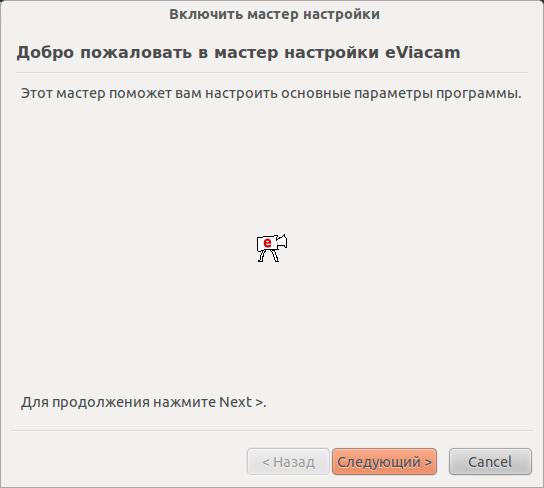 Включить мастер настройки
Добро пожаловать в мастер настройки eViacam
Этот мастер поможет вам настроить основные параметры программы.
e
Для продолжения нажмите Next >.
< Назад Следующий > Cancel